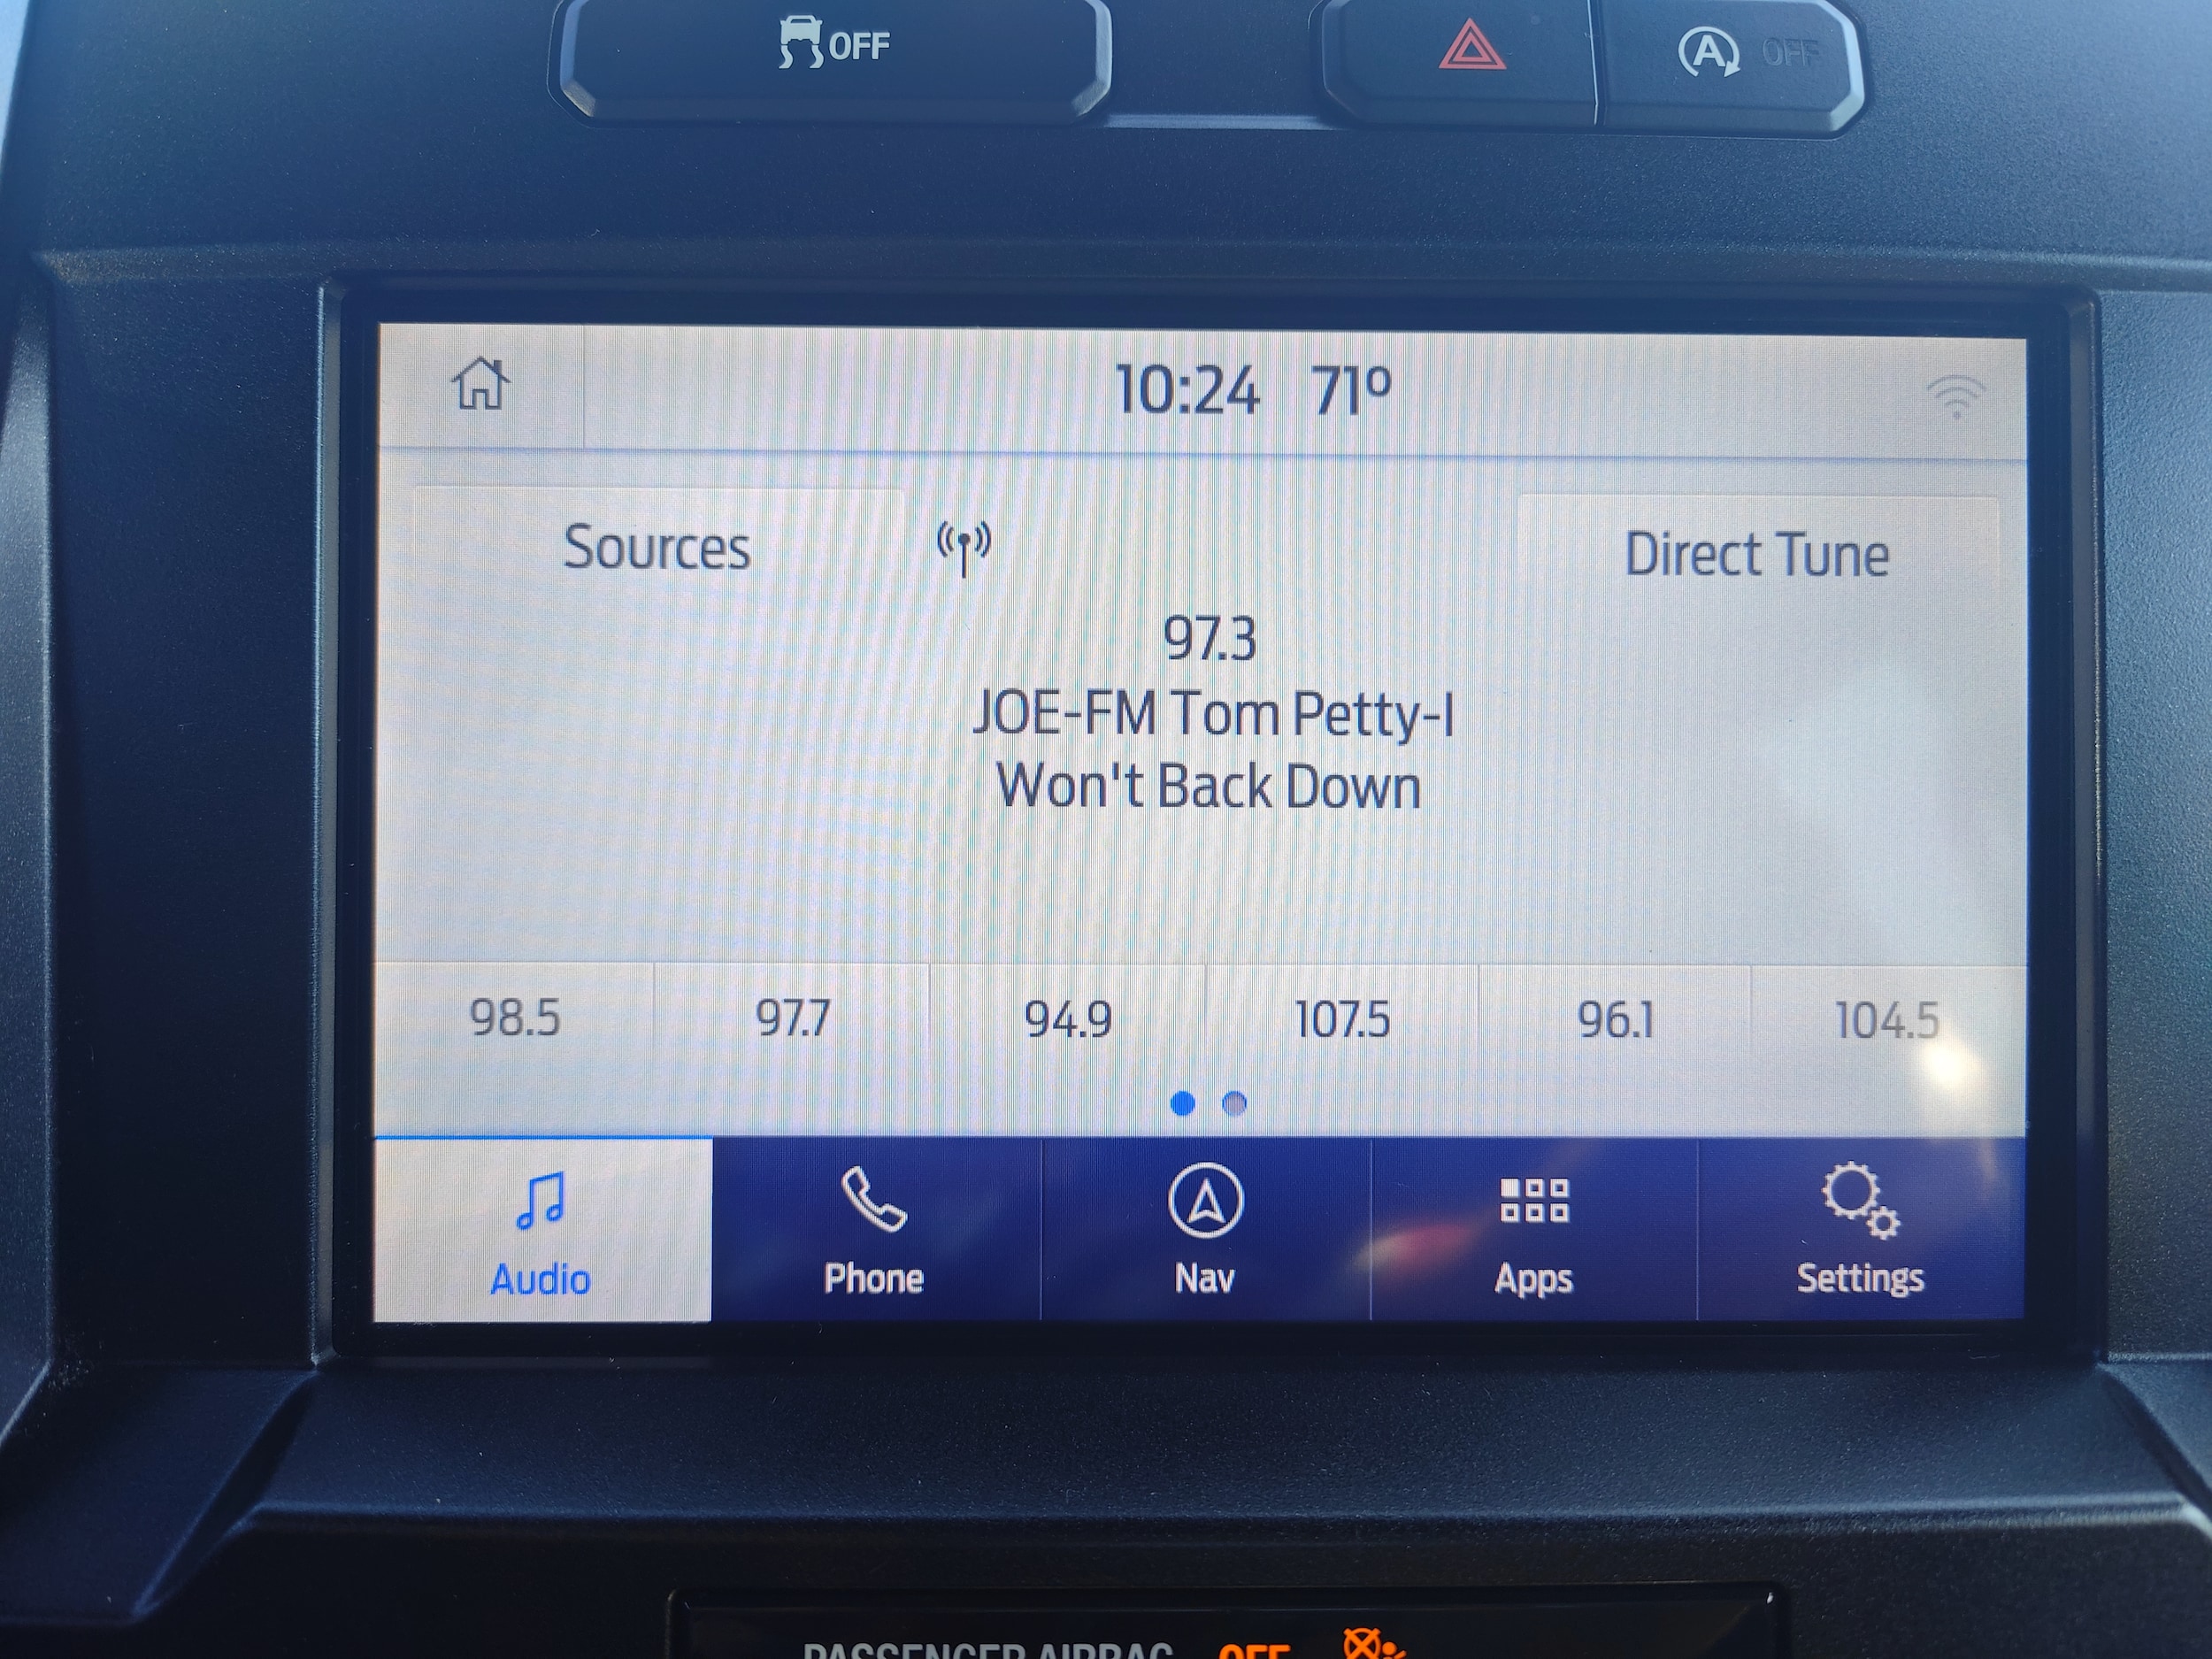 OFF
A OFF
10:24 71º
Sources
Direct Tune
97.3
JOE-FM Tom Petty-I
Won't Back Down
98.5 97.7 94.9 107.5 96.1 104.5
Audio Phone Nav Apps Settings
PASSENGER AIRBAG OFF